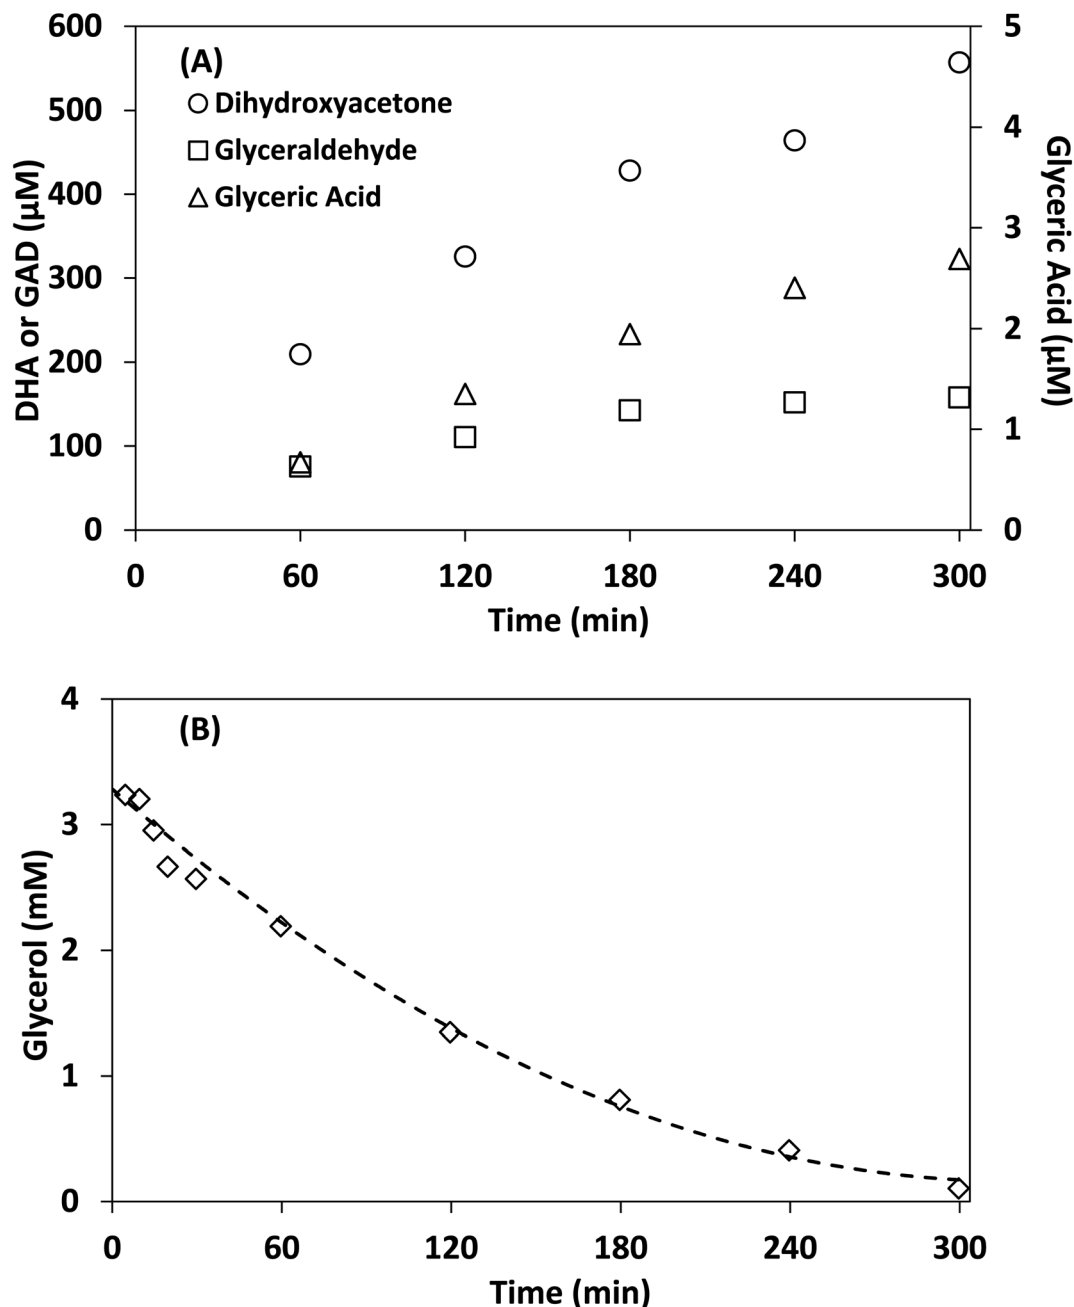 600
500
400
300
200
100
0
DHA or GAD (μM)
(A)
Dihydroxyacetone
Glyceraldehyde
Glyceric Acid
5
4
3
2
1
0
Glyceric Acid (μM)
0 60 120 180 240 300
Time (min)
4
3
2
1
0
Glycerol (mM)
(B)
0 60 120 180 240 300
Time (min)